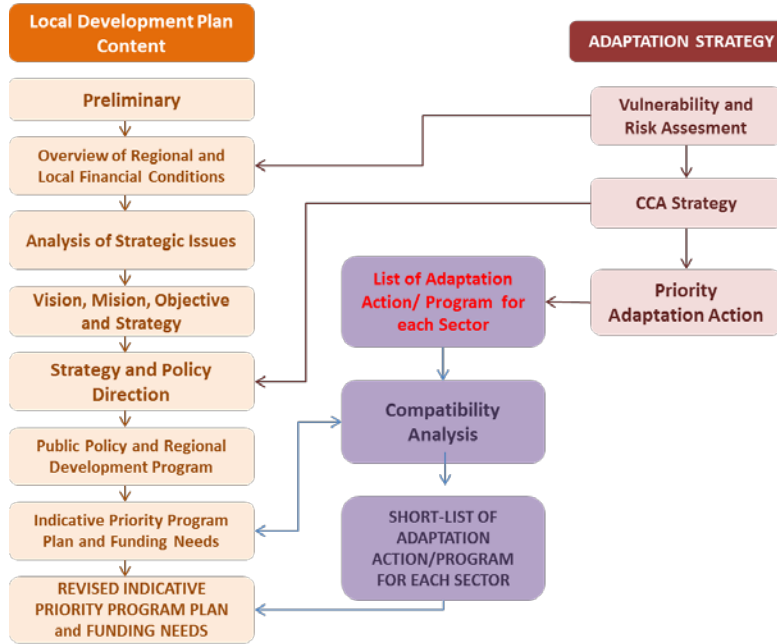 Local Development Plan
Content
Preliminary
Overview of Regional and
Local Financial Conditions
Analysis of Strategic Issues
Vision, Mision, Objective
and Strategy
Strategy and Policy
Direction
Public Policy and Regional
Development Program
Indicative Priority Program
Plan and Funding Needs
REVISED INDICATIVE
PRIORITY PROGRAM PLAN
and FUNDING NEEDS
List of Adaptation
Action/ Program for
each Sector
Compatibility
Analysis
SHORT-LIST OF
ADAPTATION
ACTION/PROGRAM
FOR EACH SECTOR
ADAPTATION STRATEGY
Vulnerability and
Risk Assesment
CCA Strategy
Priority
Adaptation Action